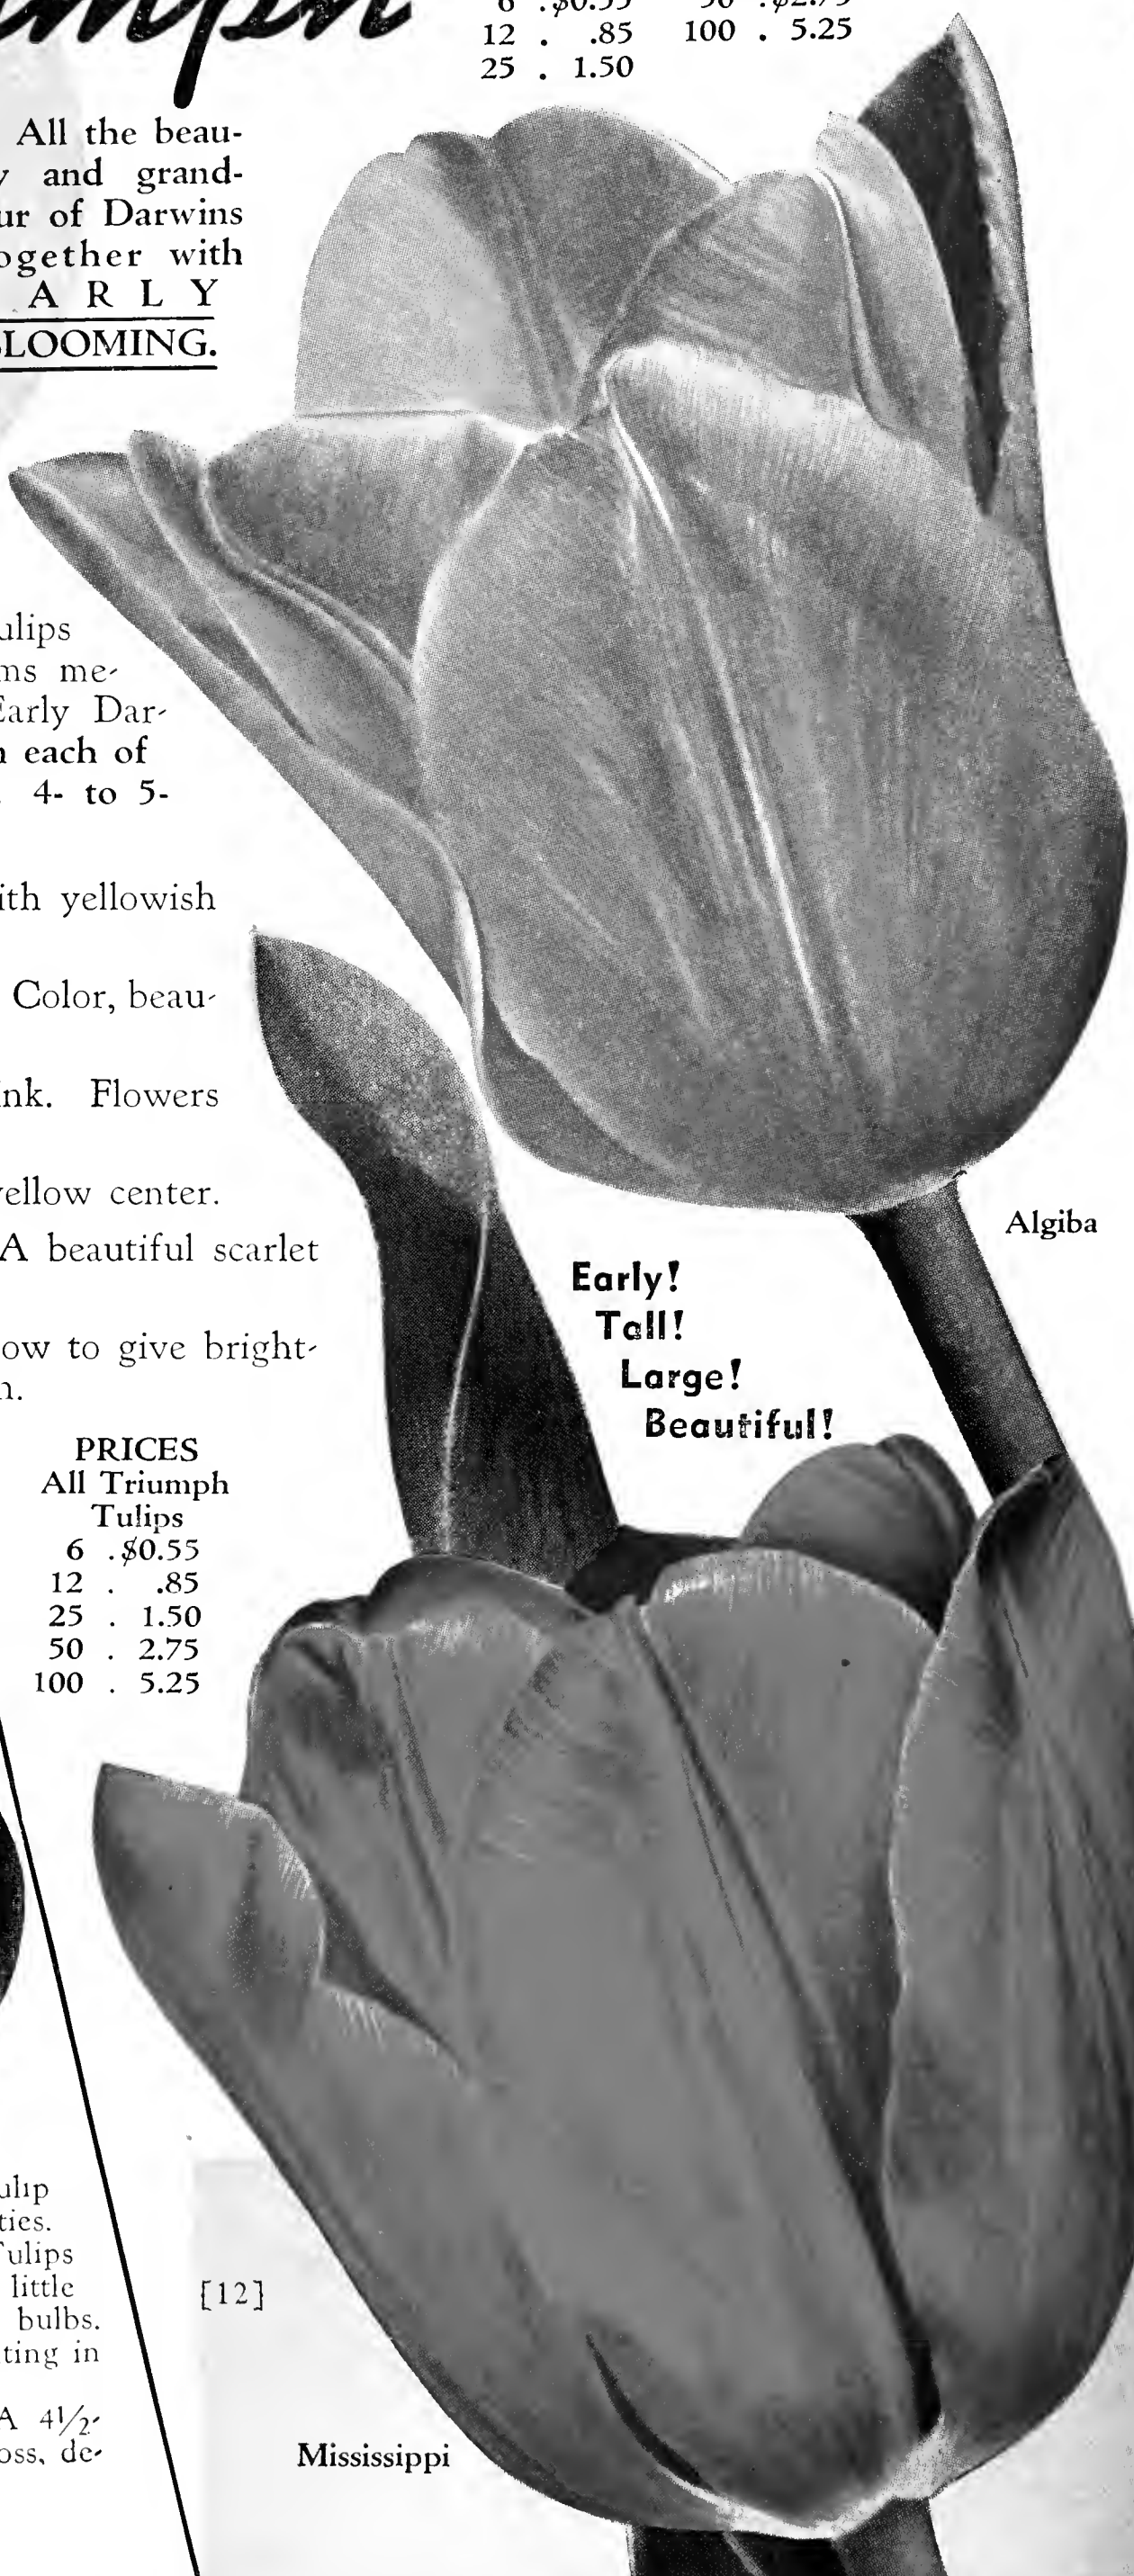 6 . $0.55 50 . $2.75
12 . .85 100 . 5.25
25 . 1.50
All the beau-
y and grand-
ur of Darwins
ogether with
A R L Y
LOOMING.
ulips
ms me-
Early Dar-
n each of
. 4- to 5-
ith yellowish
Color, beau-
ink. Flowers
yellow center.
A beautiful scarlet
ow to give bright-
n.
Algiba
Early!
Tall!
Large!
Beautiful!
PRICES
All Triumph
Tulips
6 . $0.55
12 . .85
25 . 1.50
50 . 2.75
100 . 5.25
ulip
ties.
Tulips
little
bulbs.
ting in
A 4½-
oss, de-
[12]
Mississippi